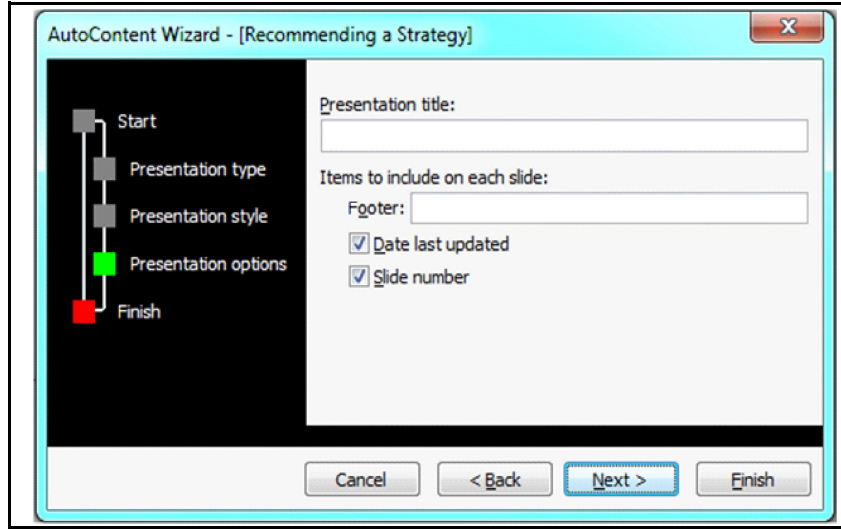 AutoContent Wizard - [Recommending a Strategy]
X
Start
Presentation type
Presentation style
Presentation options
Finish
Presentation title:
Items to include on each slide:
Footer:
Date last updated
Slide number
Cancel
< Back
Next >
Finish